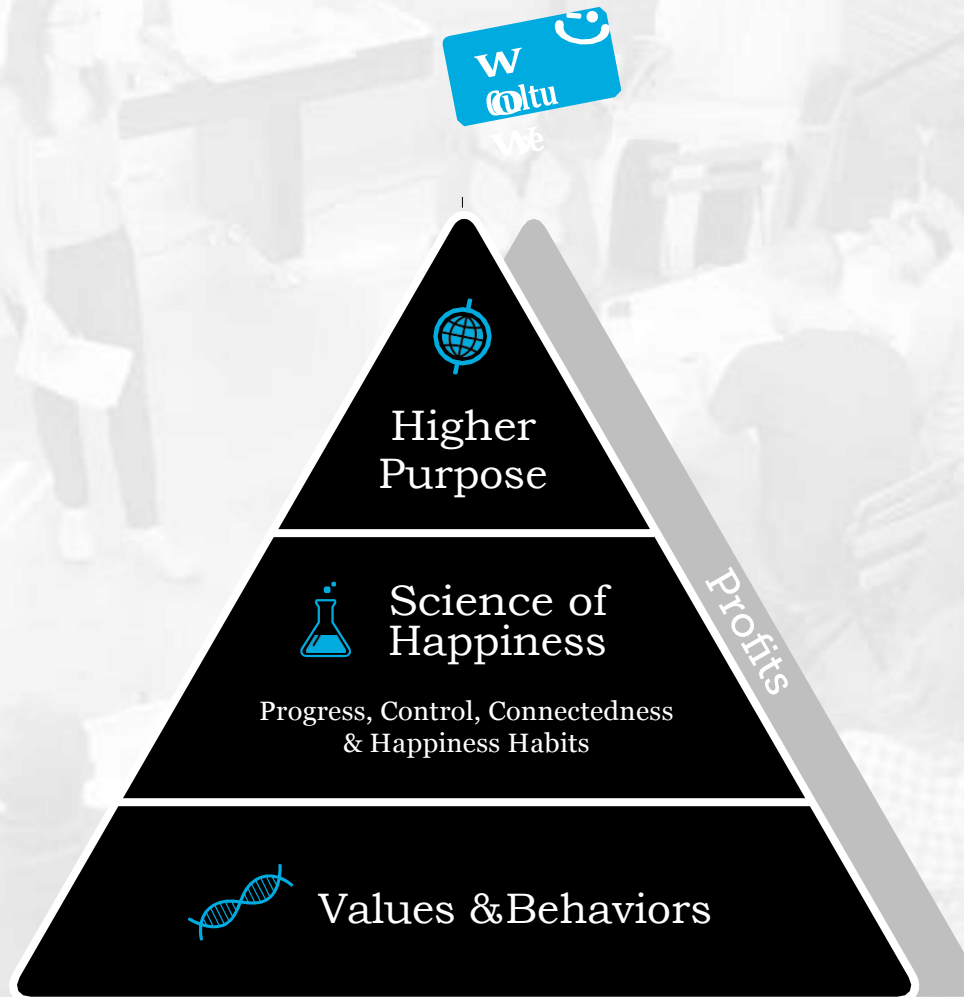 Higher
Purpose
Science of
Happiness
Progress, Control, Connectedness
& Happiness Habits
Profits
Values &Behaviors